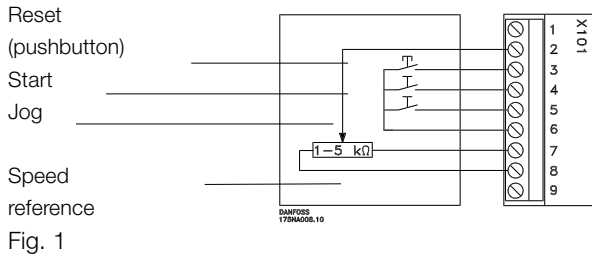 Reset
(pushbutton)
Start
Jog
Speed
reference
Fig. 1
1-5 kΩ
DANFOSS
175HA008.10
X101
1
2
3
4
5
6
7
8
9